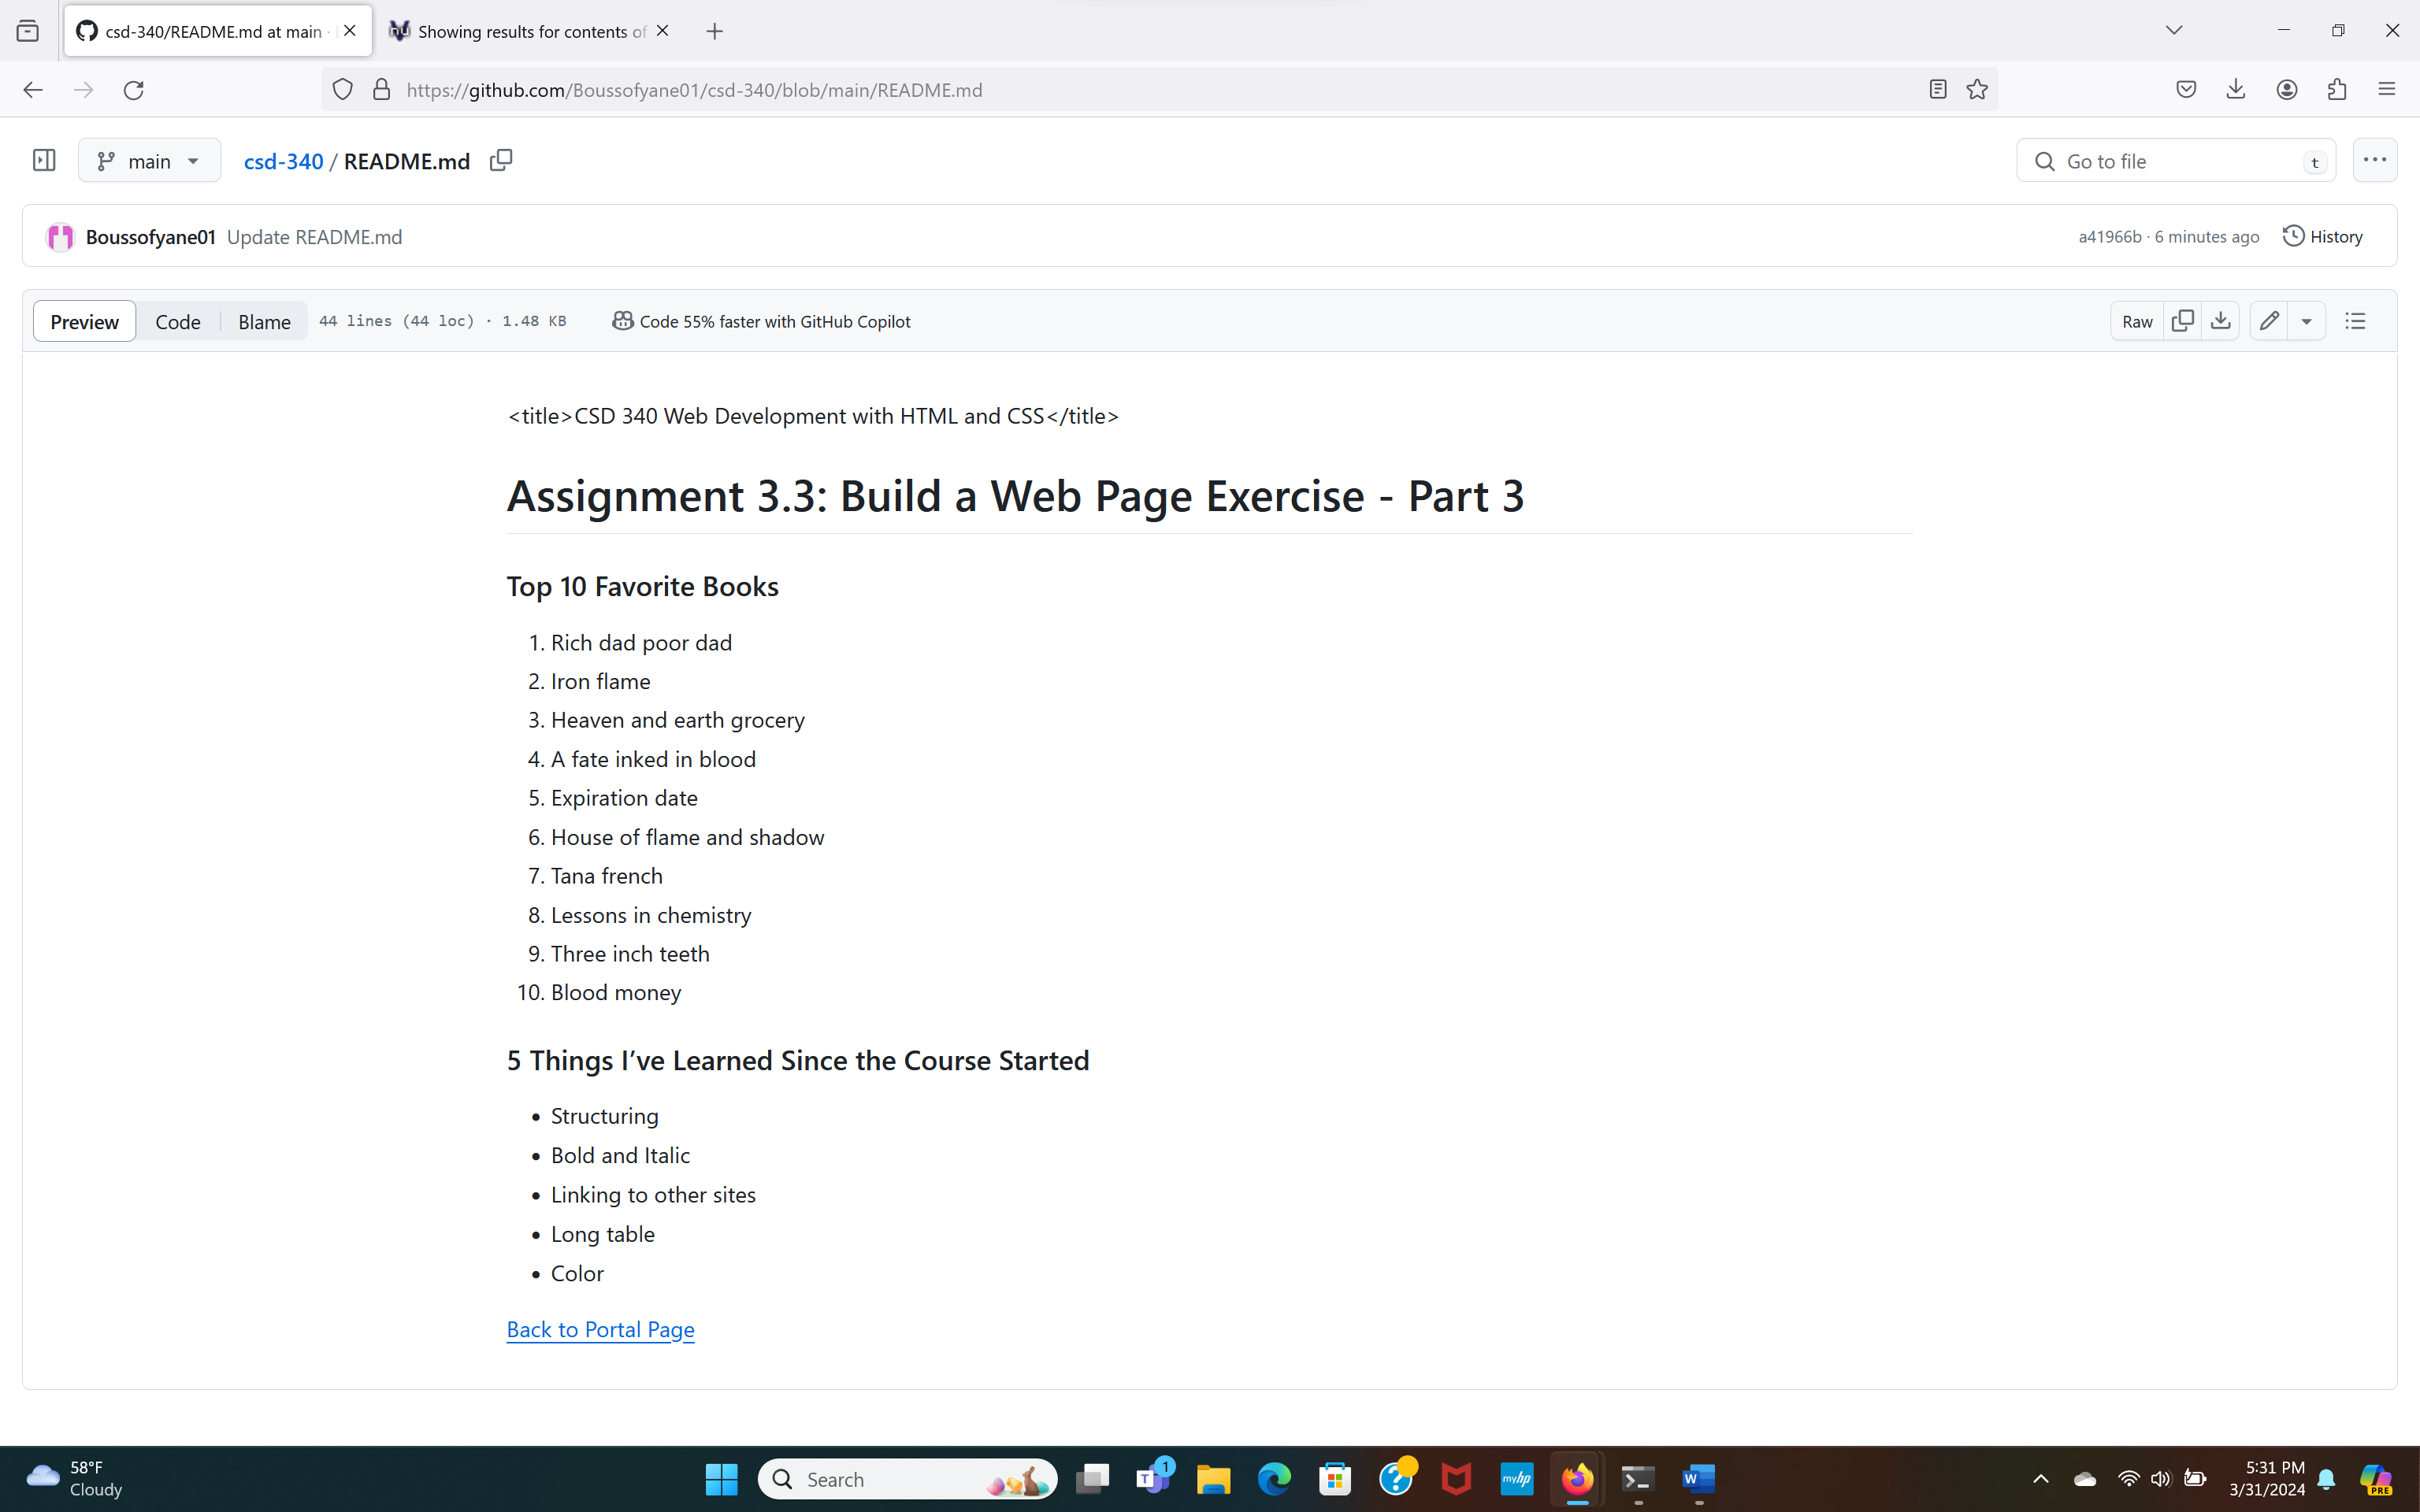 csd-340/README.md at main ·
Showing results for contents of
https://github.com/Boussofyane01/csd-340/blob/main/README.md
main
csd-340 / README.md
Go to file
t
Boussofyane01 Update README.md
a41966b · 6 minutes ago
History
Preview
Code
Blame
44 lines (44 loc) · 1.48 KB
Code 55% faster with GitHub Copilot
Raw
<title>CSD 340 Web Development with HTML and CSS</title>
Assignment 3.3: Build a Web Page Exercise - Part 3
Top 10 Favorite Books
1. Rich dad poor dad
2. Iron flame
3. Heaven and earth grocery
4. A fate inked in blood
5. Expiration date
6. House of flame and shadow
7. Tana french
8. Lessons in chemistry
9. Three inch teeth
10. Blood money
5 Things I’ve Learned Since the Course Started
• Structuring
• Bold and Italic
• Linking to other sites
• Long table
• Color
Back to Portal Page
58°F
Cloudy
Search
T
1
?
myhp
W
5:31 PM
3/31/2024
PRE